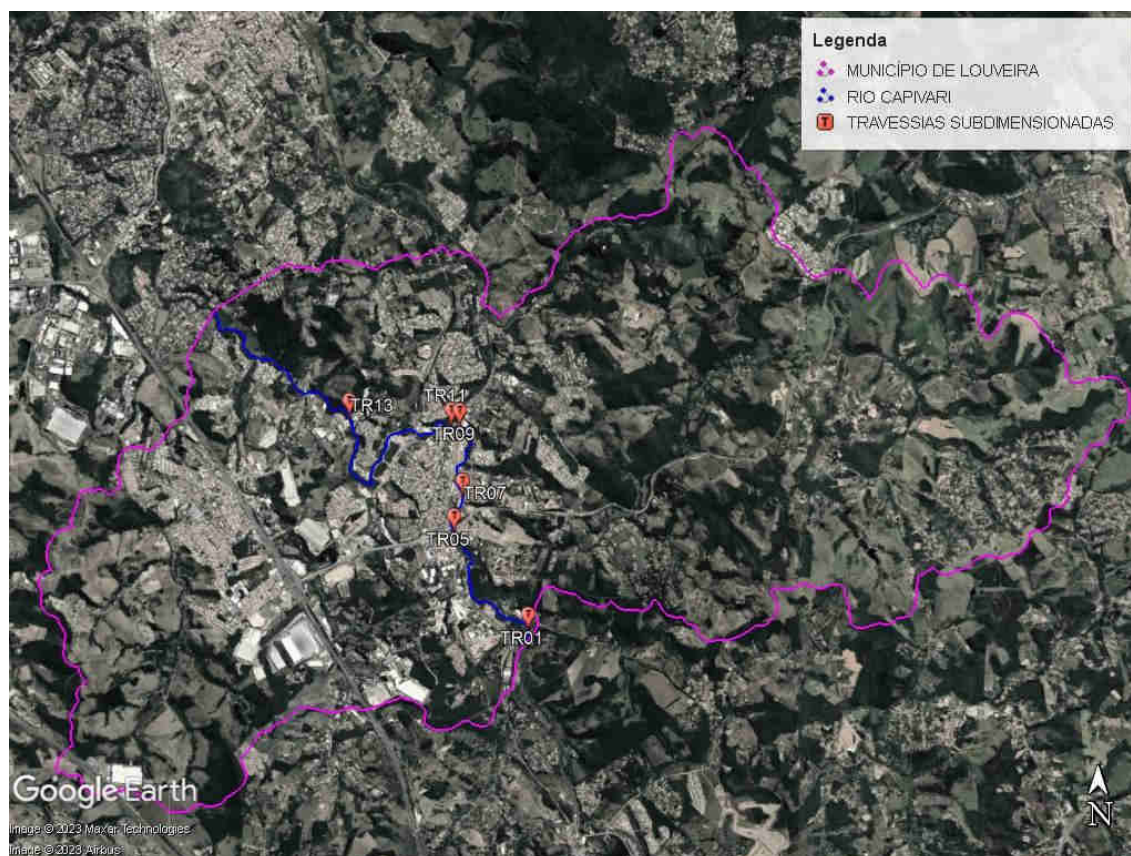 Legenda
MUNICÍPIO DE LOUVEIRA
RIO CAPIVARI
TRAVESSIAS SUBDIMENSIONADAS
TR11
TR13
TR09
TR07
TR05
TR01
Google Earth
N
Image © 2023 Maxar Technologies
Image © 2023 Airbus